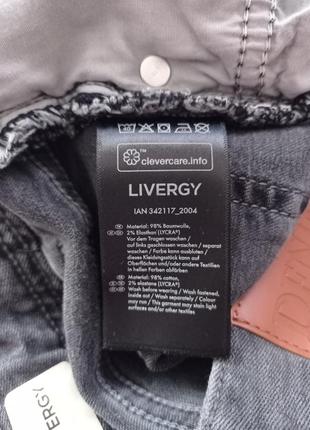 ™
clevercare.info
LIVERGY
IAN 342117_2004
Material: 98% Baumwolle,
2% Elasthan (LYCRA®)
Vor dem Tragen waschen /
auf links geschlossen waschen / separat
waschen / Farbe kann ausbluten /
dieses Kleidungsstück kann auf
Oberflächen und/oder andere Textilien
in hellen Farben abfärben
Material: 98% cotton,
2% elastane (LYCRA®)
Wash before wearing / Wash fastened,
inside out / Wash separately / Colour
may run / This garment may stain light
surfaces and/or textiles
ERGY